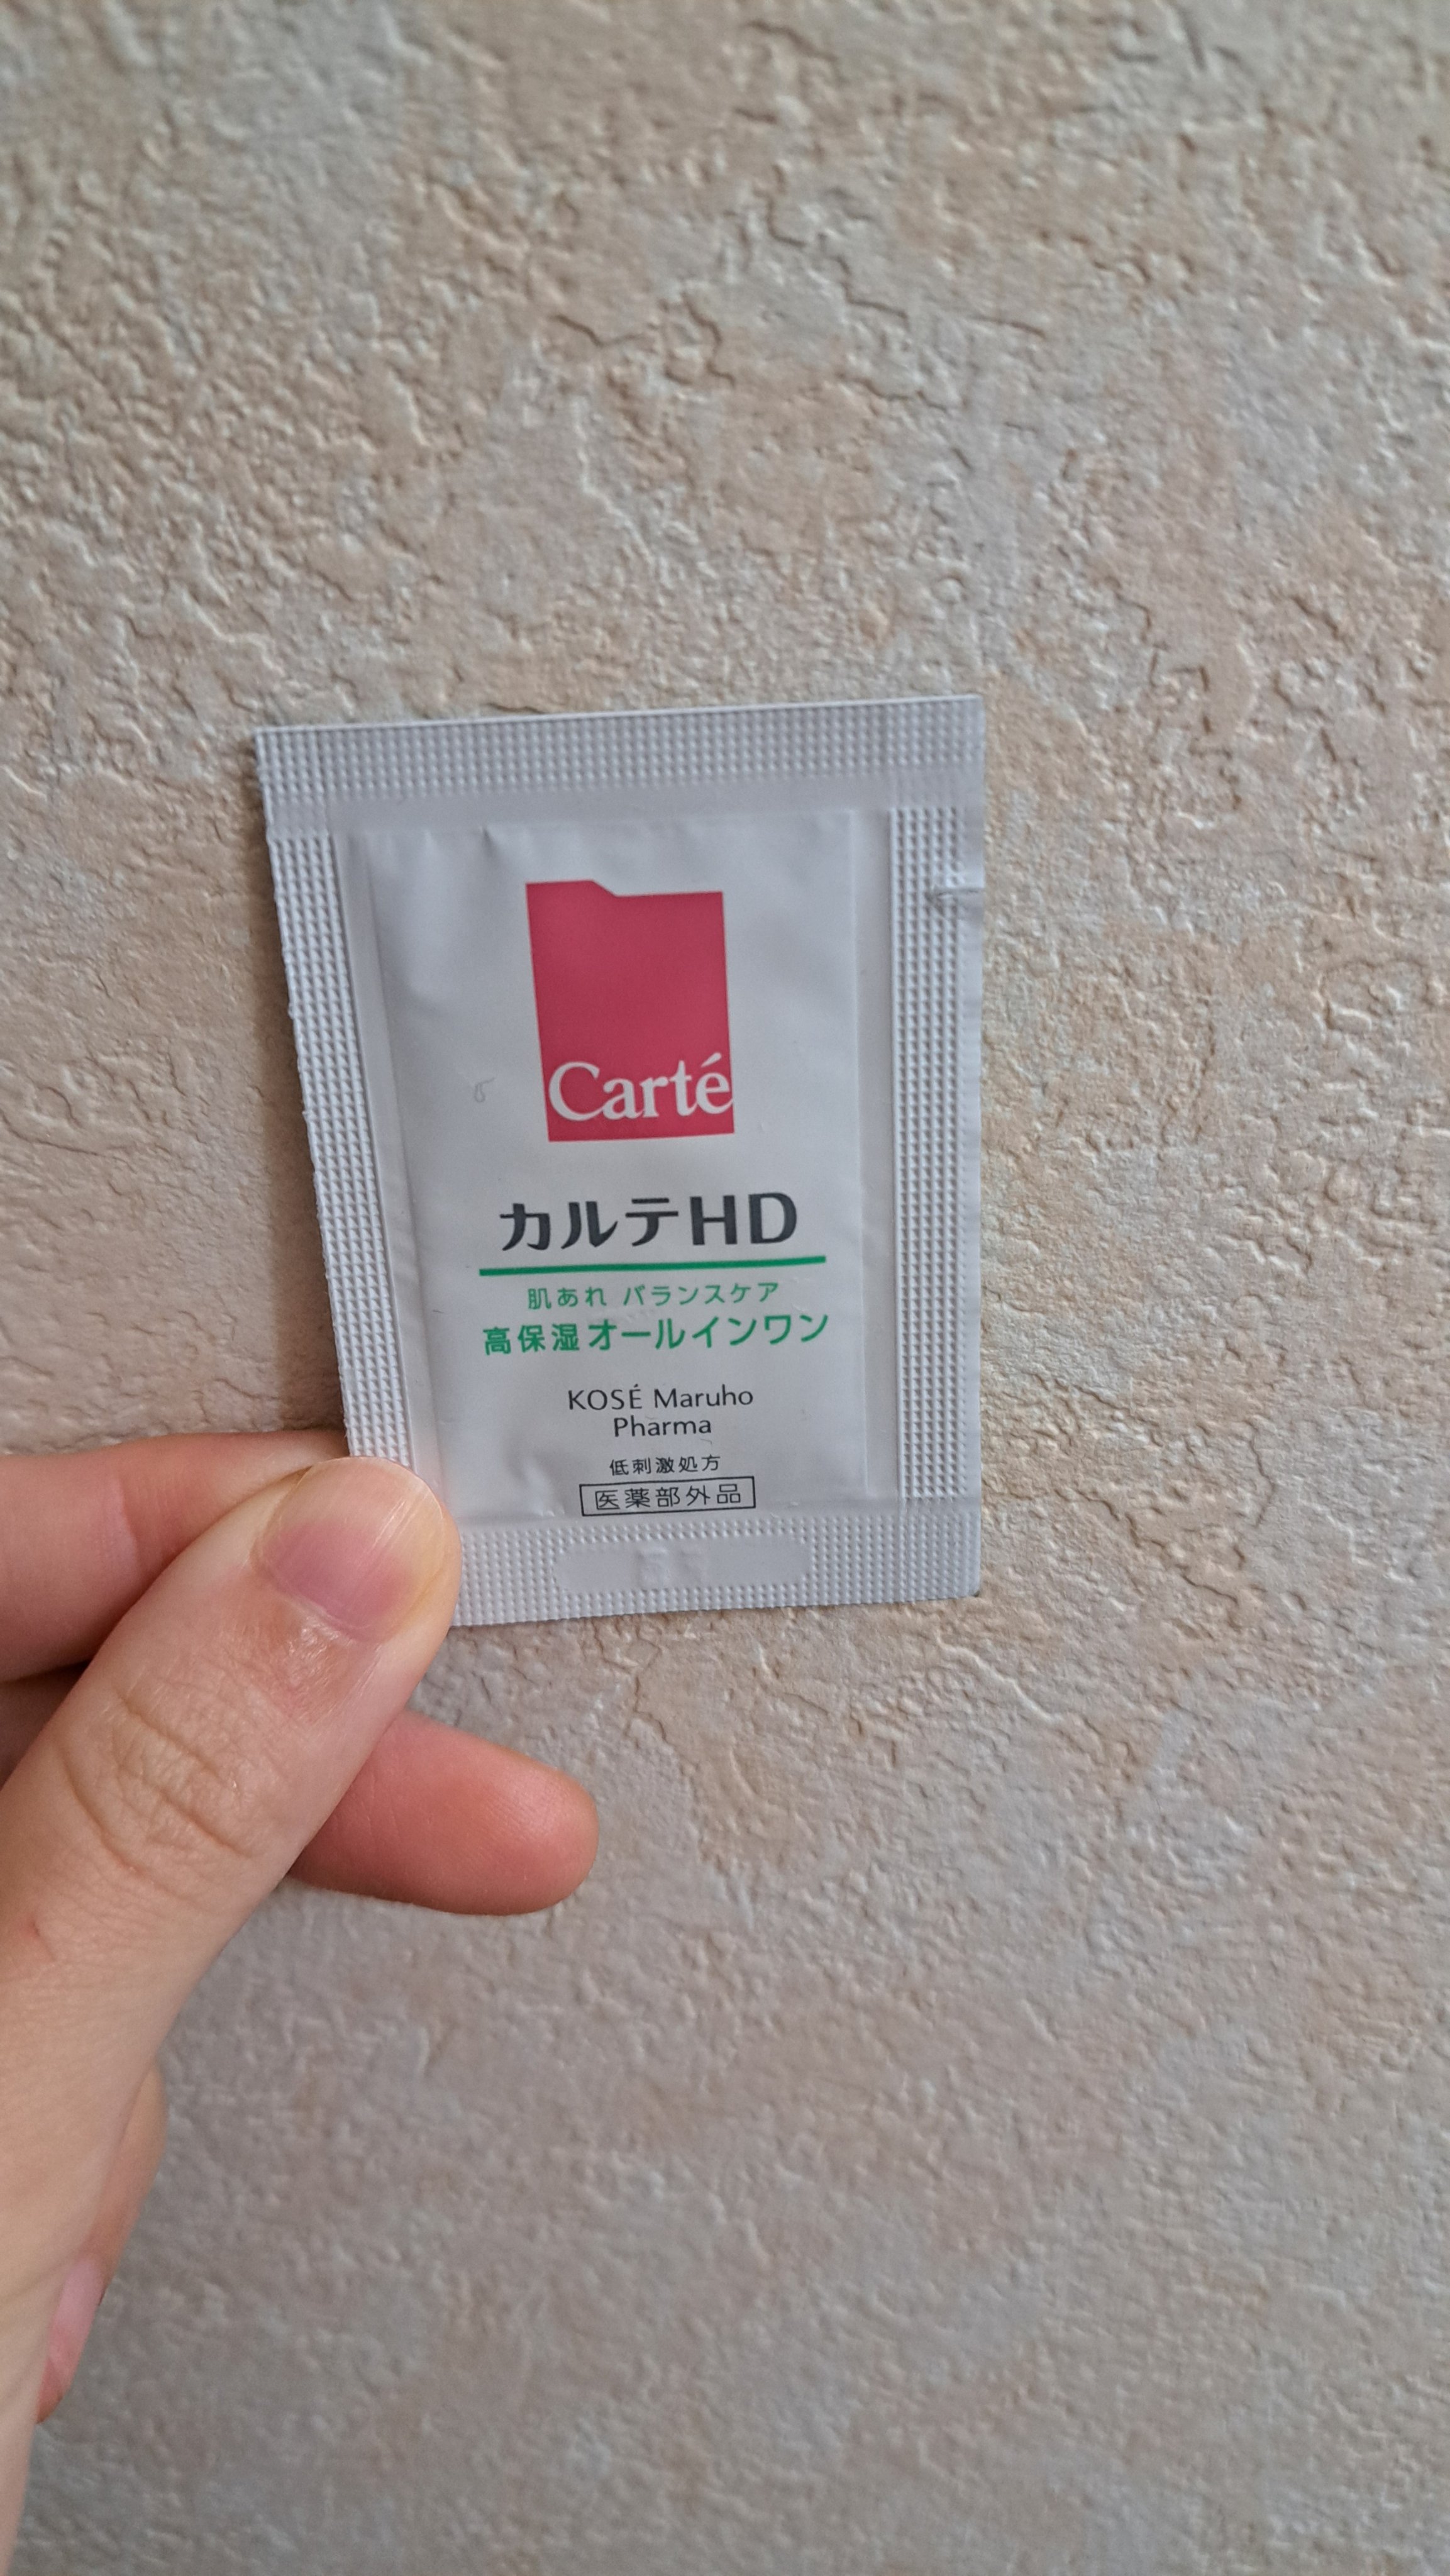 Carté
カルテHD
肌あれ バランスケア
高保湿オールインワン
KOSÉ Maruho
Pharma
低刺激処方
医薬部外品